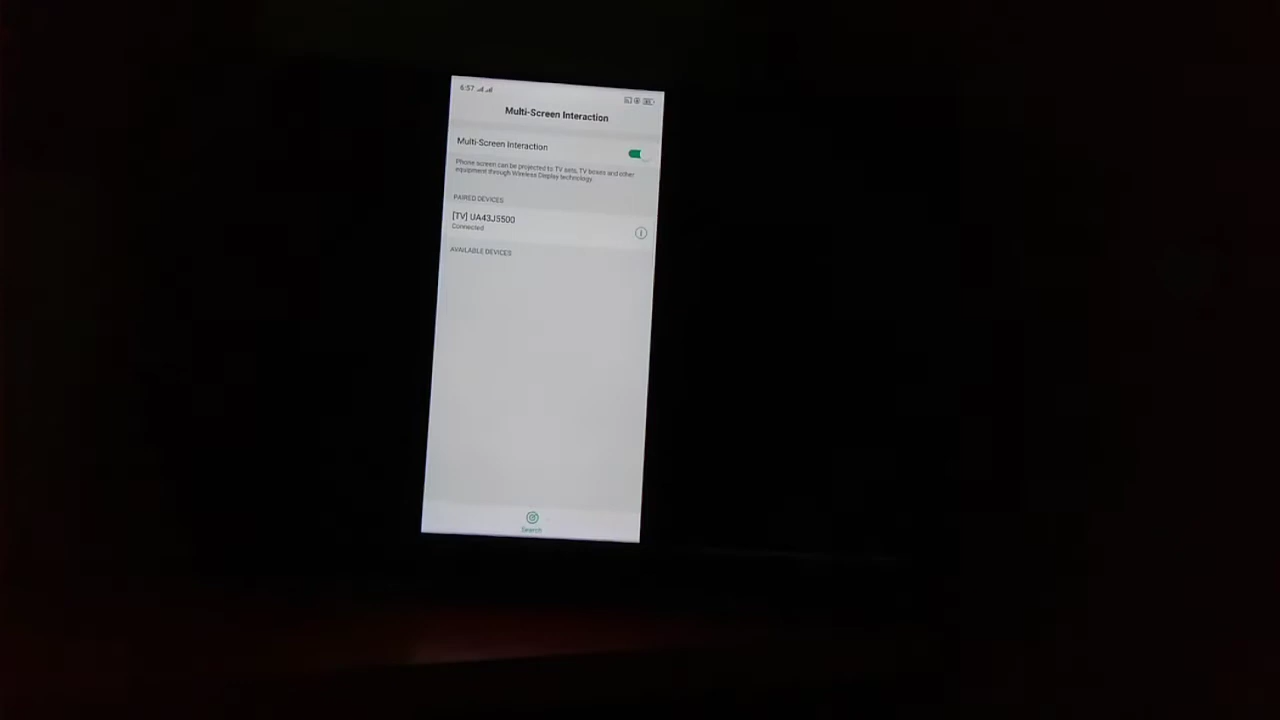 6:57
Multi-Screen Interaction
Multi-Screen Interaction
Phone screen can be projected to TV sets, TV boxes and other
equipment through Wireless Display technology.
PAIRED DEVICES
[TV] UA43J5500
Connected
AVAILABLE DEVICES
Search